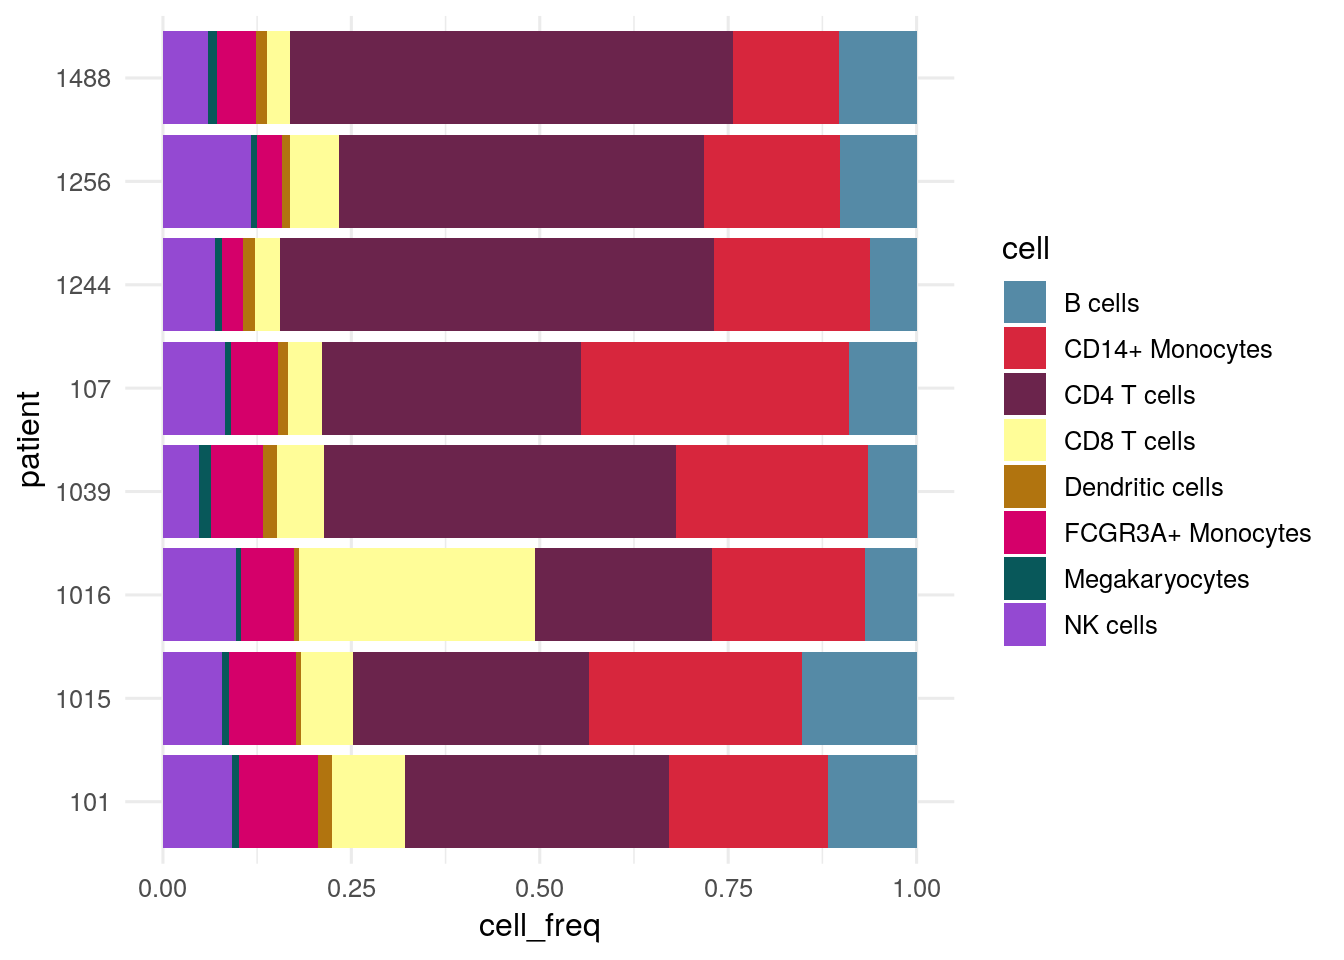 1488
1256
1244
107
1039
1016
1015
101
patient
0.00 0.25 0.50 0.75 1.00
cell_freq
cell
B cells
CD14+ Monocytes
CD4 T cells
CD8 T cells
Dendritic cells
FCGR3A+ Monocytes
Megakaryocytes
NK cells